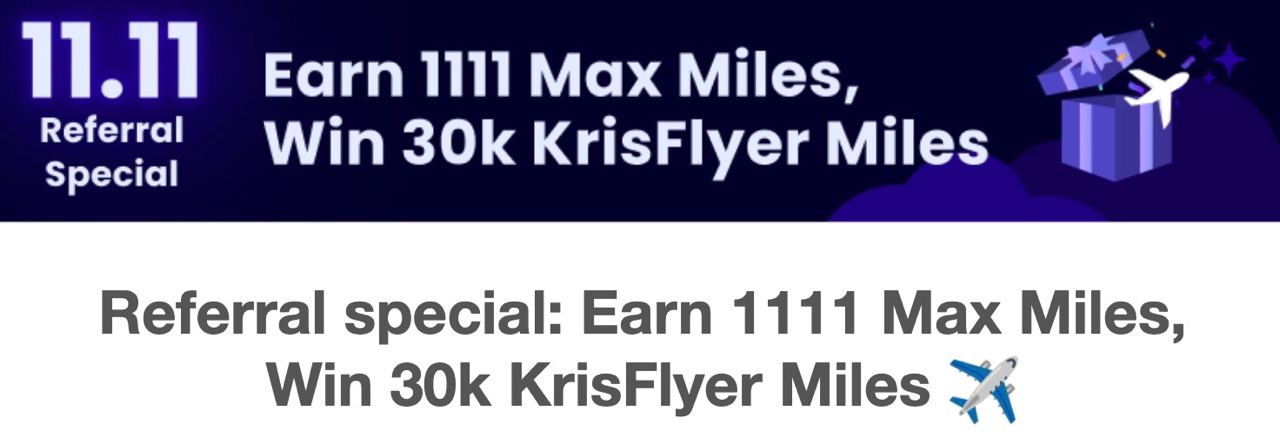 11.11
Referral
Special
Earn 1111 Max Miles,
Win 30k KrisFlyer Miles
Referral special: Earn 1111 Max Miles,
Win 30k KrisFlyer Miles ✈️